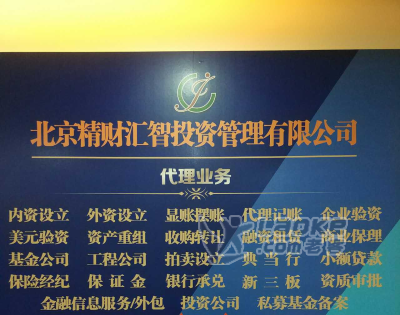 北京精财汇智投资管理有限公司
代理业务
内资设立 外资设立 显账摆账 代理记账 企业验资
美元验资 资产重组 收购并比 融资租赁 商业保理
基金公司 工程公司 拍卖设立 典当行 小额贷款
保险经纪 保证金 银行承兑 新三板 资质审批
金融信息服务/外包 投资公司 私募基金备案